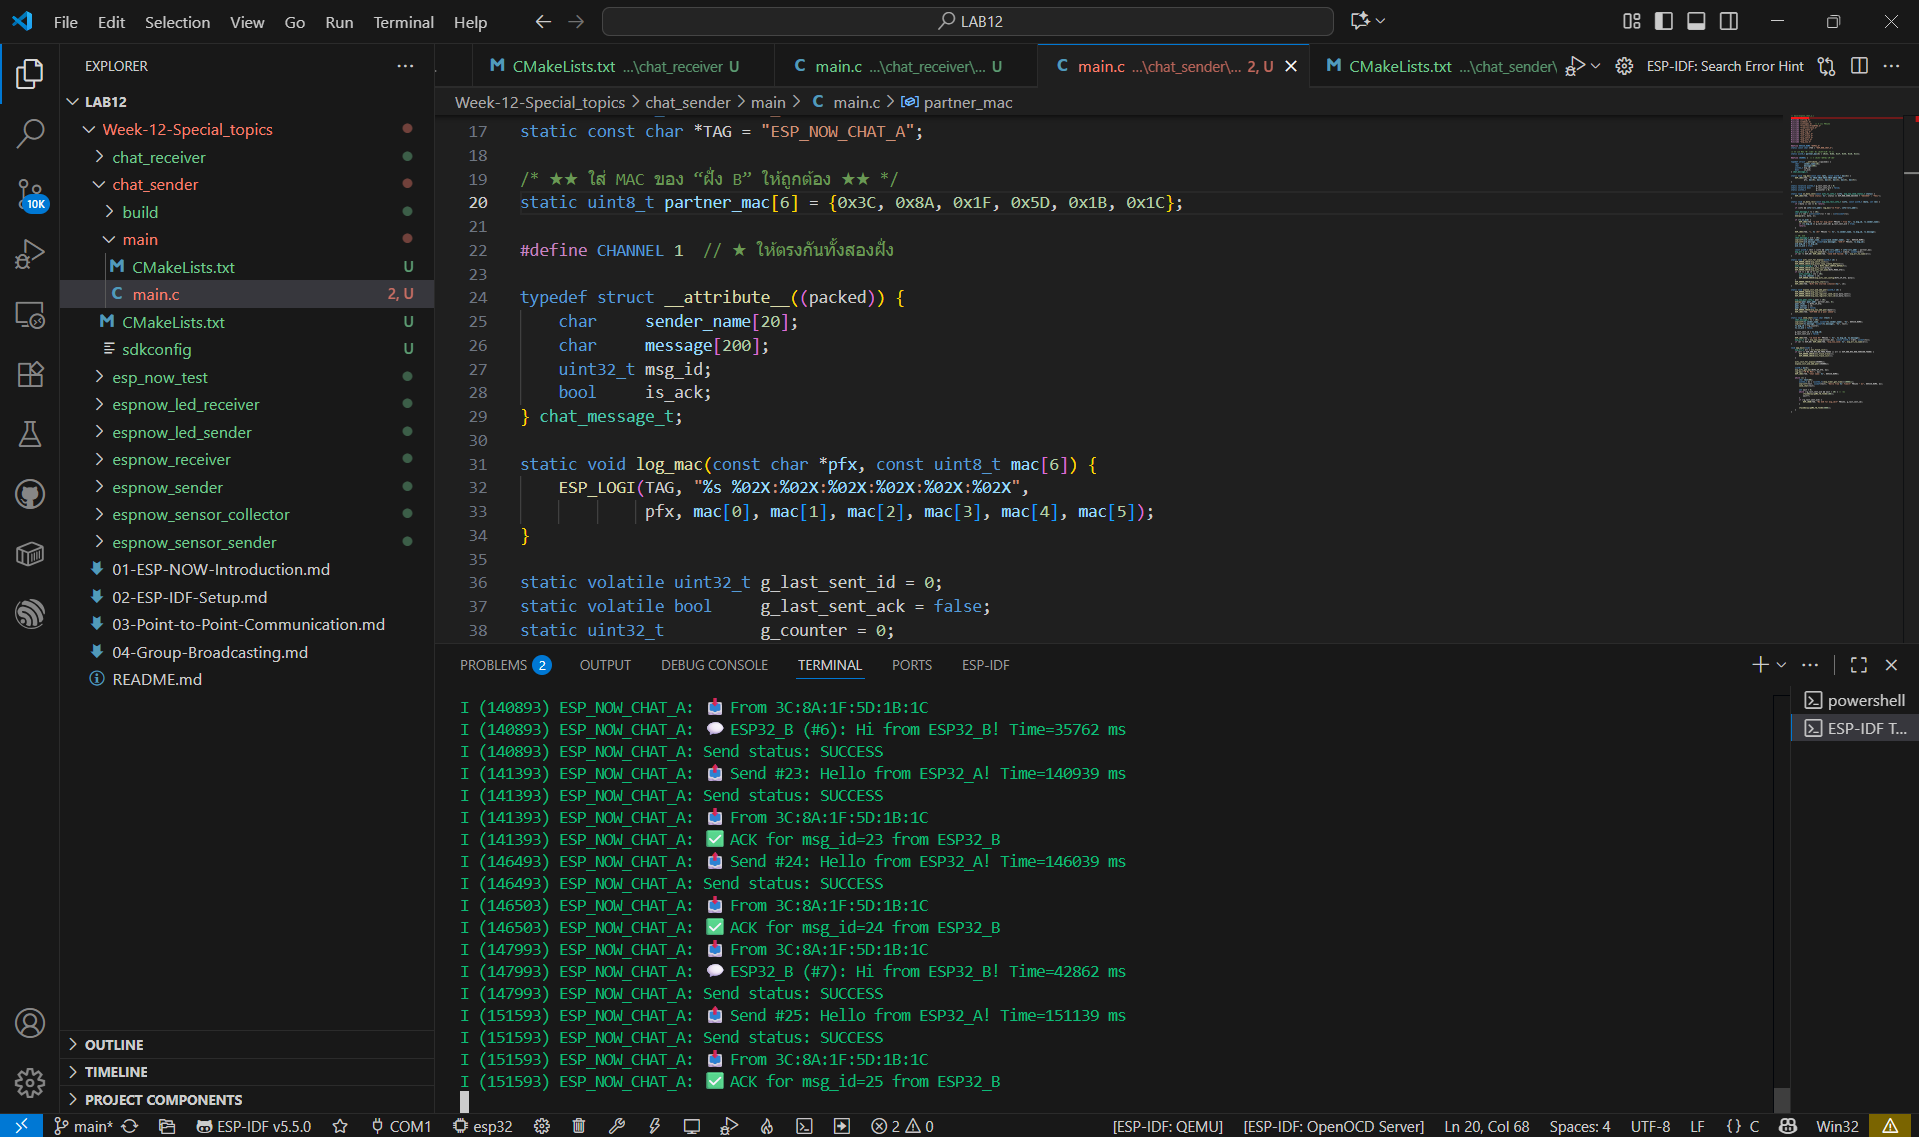 File Edit Selection View Go Run Terminal Help
LAB12
EXPLORER
LAB12
Week-12-Special_topics
chat_receiver
chat_sender
build
main
CMakeLists.txt U
main.c 2, U
CMakeLists.txt U
sdkconfig U
esp_now_test
espnow_led_receiver
espnow_led_sender
espnow_receiver
espnow_sender
espnow_sensor_collector
espnow_sensor_sender
01-ESP-NOW-Introduction.md
02-ESP-IDF-Setup.md
03-Point-to-Point-Communication.md
04-Group-Broadcasting.md
README.md
OUTLINE
TIMELINE
PROJECT COMPONENTS
10K
CMakeLists.txt ...\chat_receiver U
main.c ...\chat_receiver\... U
main.c ...\chat_sender\... 2, U
CMakeLists.txt ...\chat_sender\
ESP-IDF: Search Error Hint
Week-12-Special_topics > chat_sender > main > C main.c > partner_mac
17 static const char *TAG = "ESP_NOW_CHAT_A";
18
19 /* ★★ ใส่ MAC ของ “ฝั่ง B” ให้ถูกต้อง ★★ */
20 static uint8_t partner_mac[6] = {0x3C, 0x8A, 0x1F, 0x5D, 0x1B, 0x1C};
21
22 #define CHANNEL 1 // ★ ให้ตรงกันทั้งสองฝั่ง
23
24 typedef struct __attribute__((packed)) {
25 char sender_name[20];
26 char message[200];
27 uint32_t msg_id;
28 bool is_ack;
29 } chat_message_t;
30
31 static void log_mac(const char *pfx, const uint8_t mac[6]) {
32 ESP_LOGI(TAG, "%s %02X:%02X:%02X:%02X:%02X:%02X",
33 pfx, mac[0], mac[1], mac[2], mac[3], mac[4], mac[5]);
34 }
35
36 static volatile uint32_t g_last_sent_id = 0;
37 static volatile bool g_last_sent_ack = false;
38 static uint32_t g_counter = 0;
PROBLEMS 2 OUTPUT DEBUG CONSOLE TERMINAL PORTS ESP-IDF
powershell
ESP-IDF T...
I (140893) ESP_NOW_CHAT_A: 📥 From 3C:8A:1F:5D:1B:1C
I (140893) ESP_NOW_CHAT_A: 💬 ESP32_B (#6): Hi from ESP32_B! Time=35762 ms
I (140893) ESP_NOW_CHAT_A: Send status: SUCCESS
I (141393) ESP_NOW_CHAT_A: 📤 Send #23: Hello from ESP32_A! Time=140939 ms
I (141393) ESP_NOW_CHAT_A: Send status: SUCCESS
I (141393) ESP_NOW_CHAT_A: 📥 From 3C:8A:1F:5D:1B:1C
I (141393) ESP_NOW_CHAT_A: ✅ ACK for msg_id=23 from ESP32_B
I (146493) ESP_NOW_CHAT_A: 📤 Send #24: Hello from ESP32_A! Time=146039 ms
I (146493) ESP_NOW_CHAT_A: Send status: SUCCESS
I (146503) ESP_NOW_CHAT_A: 📥 From 3C:8A:1F:5D:1B:1C
I (146503) ESP_NOW_CHAT_A: ✅ ACK for msg_id=24 from ESP32_B
I (147993) ESP_NOW_CHAT_A: 📥 From 3C:8A:1F:5D:1B:1C
I (147993) ESP_NOW_CHAT_A: 💬 ESP32_B (#7): Hi from ESP32_B! Time=42862 ms
I (147993) ESP_NOW_CHAT_A: Send status: SUCCESS
I (151593) ESP_NOW_CHAT_A: 📤 Send #25: Hello from ESP32_A! Time=151139 ms
I (151593) ESP_NOW_CHAT_A: Send status: SUCCESS
I (151593) ESP_NOW_CHAT_A: 📥 From 3C:8A:1F:5D:1B:1C
I (151593) ESP_NOW_CHAT_A: ✅ ACK for msg_id=25 from ESP32_B
main* ESP-IDF v5.5.0 COM1 esp32 2 0 [ESP-IDF: QEMU] [ESP-IDF: OpenOCD Server] Ln 20, Col 68 Spaces: 4 UTF-8 LF {} C Win32